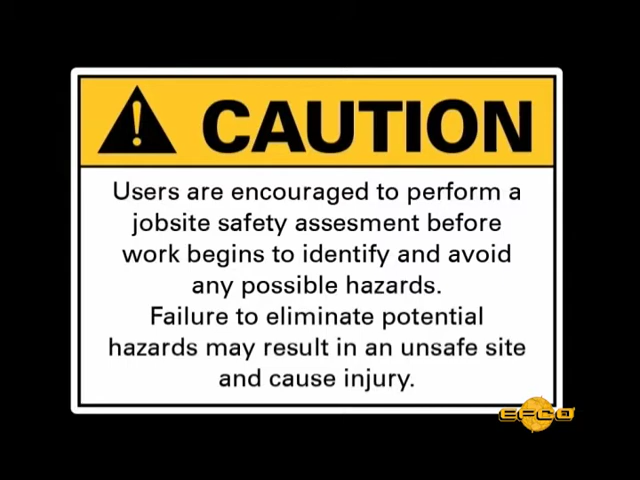 CAUTION
Users are encouraged to perform a
jobsite safety assesment before
work begins to identify and avoid
any possible hazards.
Failure to eliminate potential
hazards may result in an unsafe site
and cause injury.
EFCO